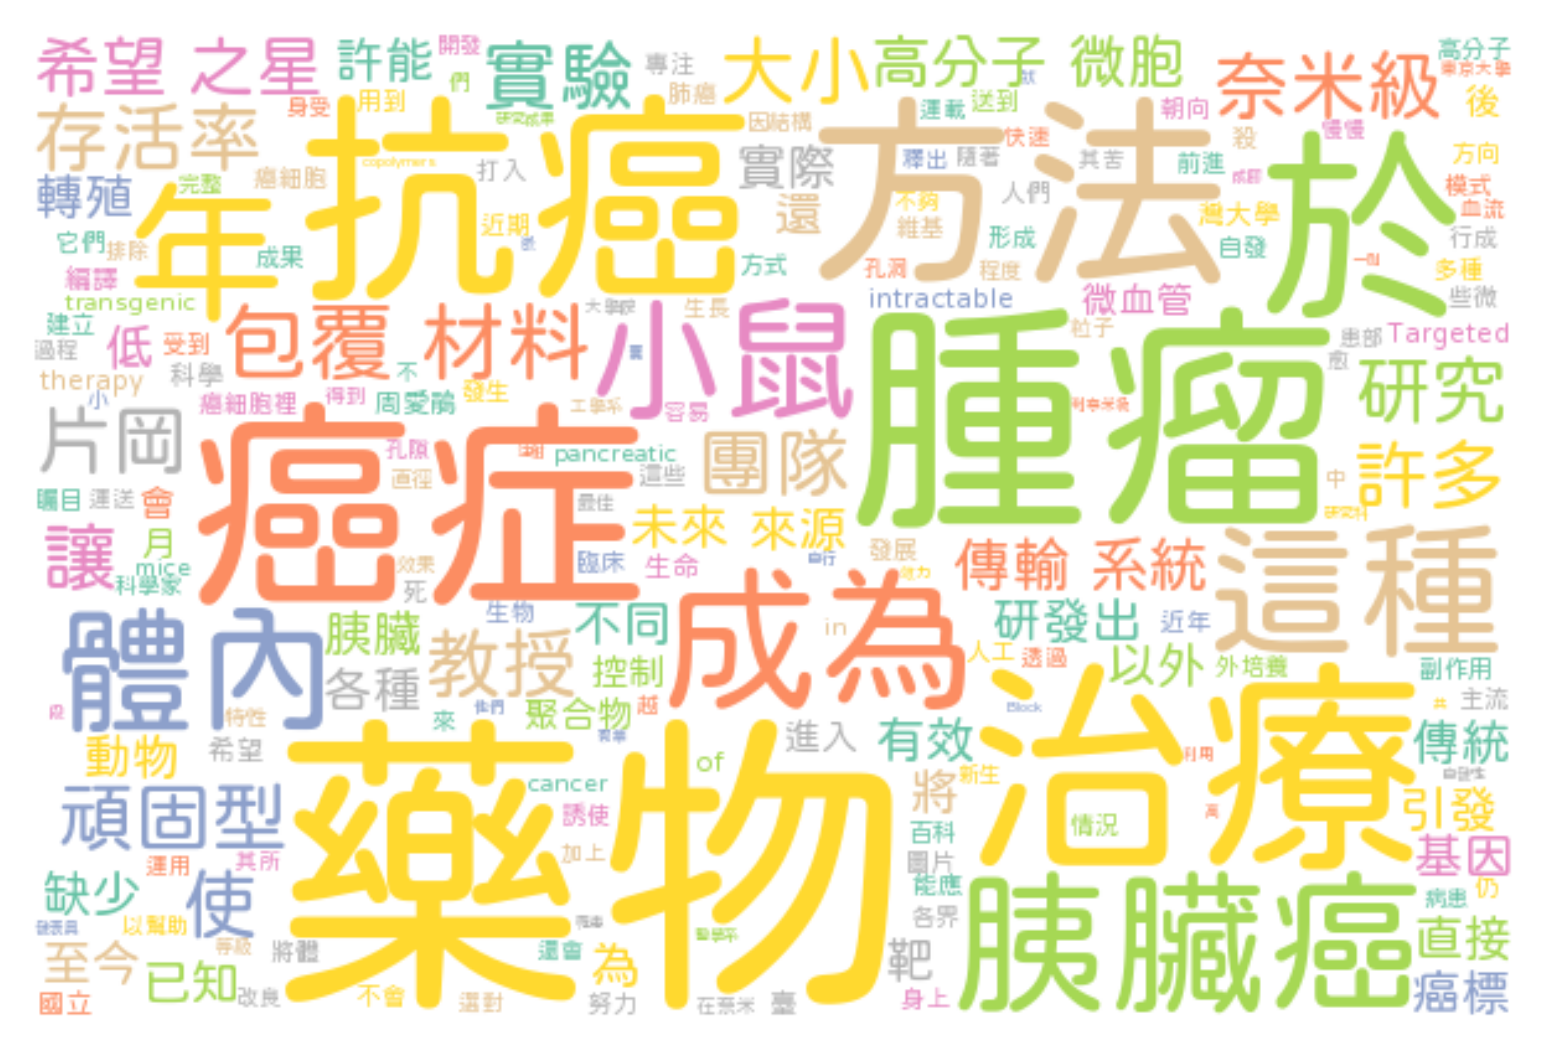 希望 之星
許能
開發
們
實驗
專注
肺癌
大小
高分子 微胞
奈米級
高分子
東京大學
後
存活率
身受
用到
研究成果
因結構
運載
送到
快速
朝向
慢慢
殺
方向
抗癌
方法
於
copolymers
癌細胞
打入
實際
釋出
隨著
其苦
前進
模式
轉殖
完整
年
近期
還
不夠
維基
人們
灣大學
血流
它們
排除
成果
方式
孔洞
形成
程度
自發
行成
編譯
多種
transgenic
大學院
生長
intractable
微血管
些微
建立
低
受到
包覆 材料
小鼠
腫瘤
粒子
患部
Targeted
過程
科學
不
愈
therapy
小
癌細胞裡
得到
周愛鵑
發生
工學系
容易
研究
片岡
癌症
孔隙
pancreatic
團隊
許多
直徑
這些
中
矚目
運送
會
最佳
未來 來源
讓
月
mice
科學家
效果
死
臨床
生命
發展
傳輸 系統
這種
體內
胰臟
各種
生物
教授
不同
控制
成為
in
研發出
近年
人工
透過
以外
外培養
副作用
特性
來
他們
聚合物
越
Block
主流
動物
希望
藥物
of
進入
有效
治療
傳統
利用
頑固型
cancer
誘使
將
新生
情況
引發
運用
其所
加上
百科
圖片
基因
缺少
使
能應
胰臟癌
病患
仍
以幫助
各界
直接
至今
等級
將體
還會
醫學系
靶
已知
改良
不會
還對
為
努力
在奈米
臺
身上
癌標
國立